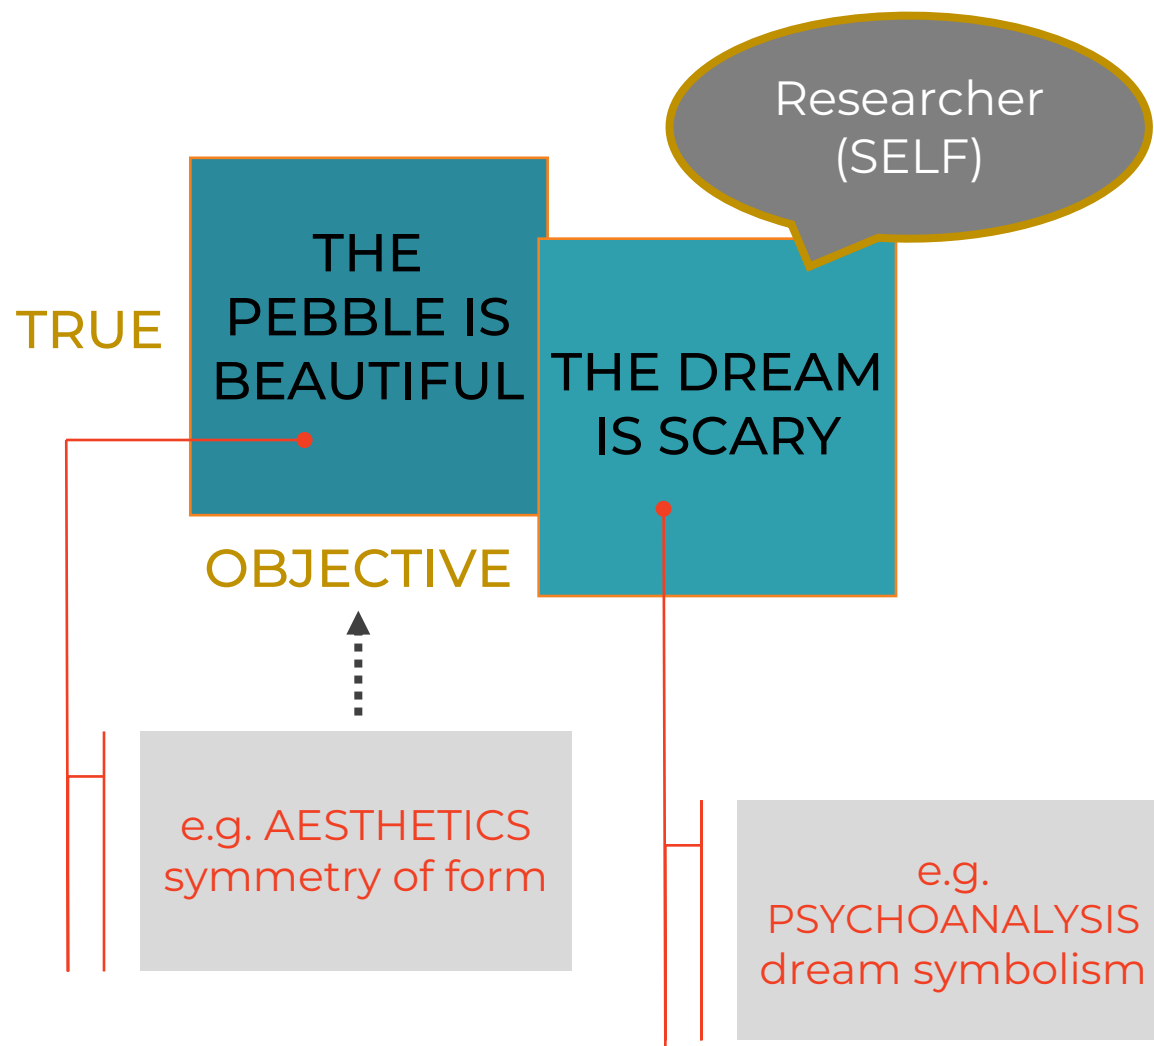 Researcher
(SELF)
THE
PEBBLE IS
BEAUTIFUL
TRUE
THE DREAM
IS SCARY
OBJECTIVE
e.g. AESTHETICS
symmetry of form
e.g.
PSYCHOANALYSIS
dream symbolism